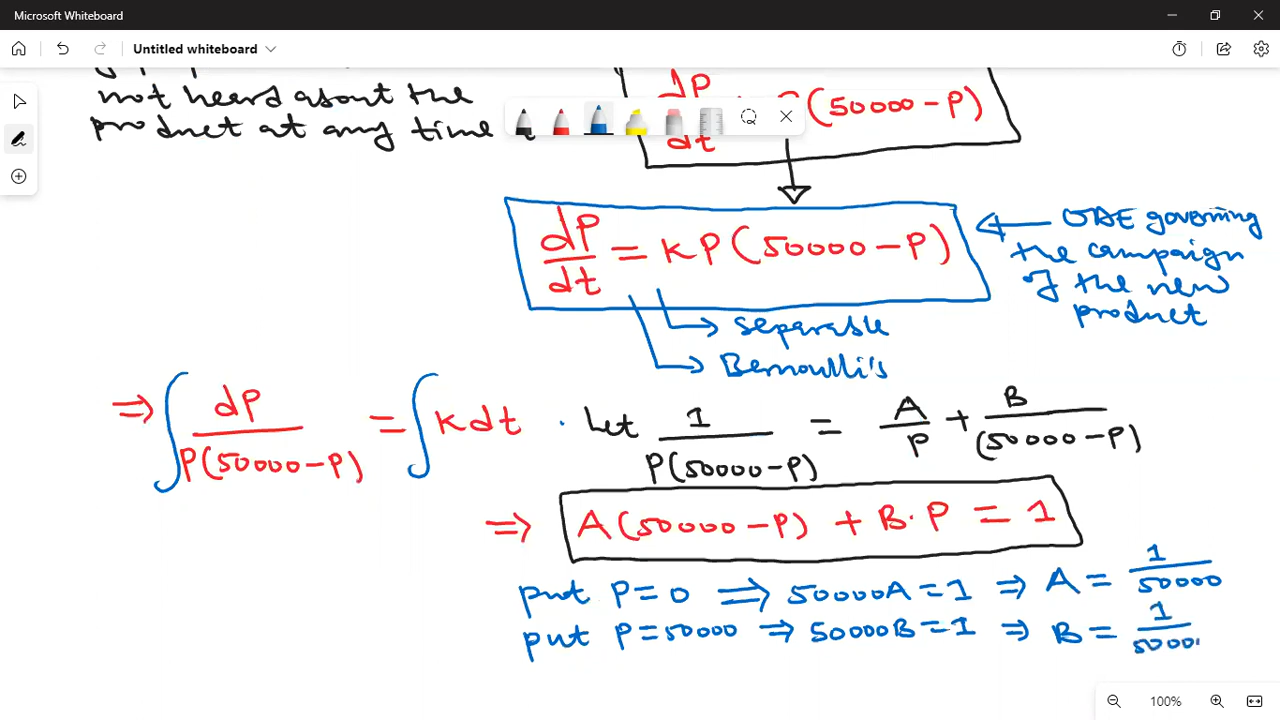 Microsoft Whiteboard
Untitled whiteboard
not heard about the
product at any time t
dP/dt (50000-P)
dP/dt = KP(50000-P)
ODE governing
the campaign
of the new
product
separable
Bernoulli's
⇒ ∫ dP/P(50000-P) = ∫ K dt . Let 1/P(50000-P) = A/P + B/(50000-P)
⇒ A(50000-P) + B.P = 1
put P=0 ⇒ 50000A=1 ⇒ A = 1/50000
put P=50000 ⇒ 50000B=1 ⇒ B = 1/50000
100%